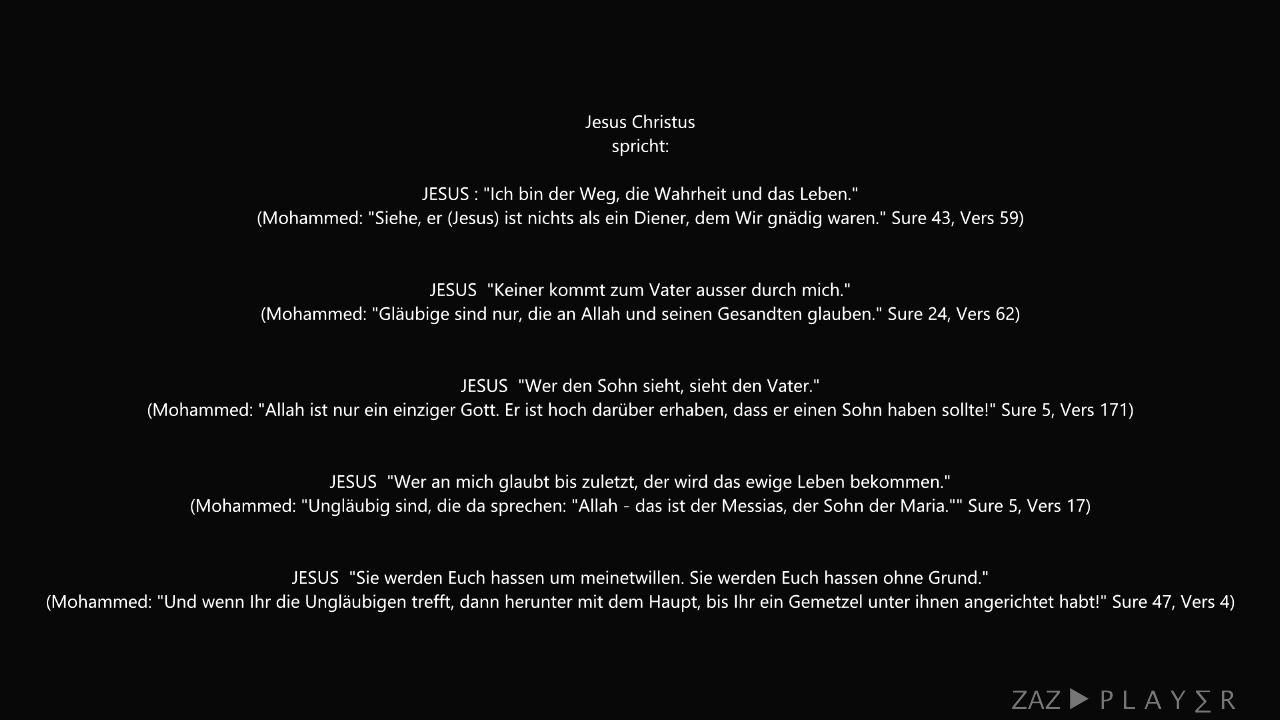 Jesus Christus
spricht:
JESUS : "Ich bin der Weg, die Wahrheit und das Leben."
(Mohammed: "Siehe, er (Jesus) ist nichts als ein Diener, dem Wir gnädig waren." Sure 43, Vers 59)
JESUS  "Keiner kommt zum Vater ausser durch mich."
(Mohammed: "Gläubige sind nur, die an Allah und seinen Gesandten glauben." Sure 24, Vers 62)
JESUS  "Wer den Sohn sieht, sieht den Vater."
(Mohammed: "Allah ist nur ein einziger Gott. Er ist hoch darüber erhaben, dass er einen Sohn haben sollte!" Sure 5, Vers 171)
JESUS  "Wer an mich glaubt bis zuletzt, der wird das ewige Leben bekommen."
(Mohammed: "Ungläubig sind, die da sprechen: "Allah - das ist der Messias, der Sohn der Maria."" Sure 5, Vers 17)
JESUS  "Sie werden Euch hassen um meinetwillen. Sie werden Euch hassen ohne Grund."
(Mohammed: "Und wenn Ihr die Ungläubigen trefft, dann herunter mit dem Haupt, bis Ihr ein Gemetzel unter ihnen angerichtet habt!" Sure 47, Vers 4)
ZAZ ▶ P L A Y ∑ R